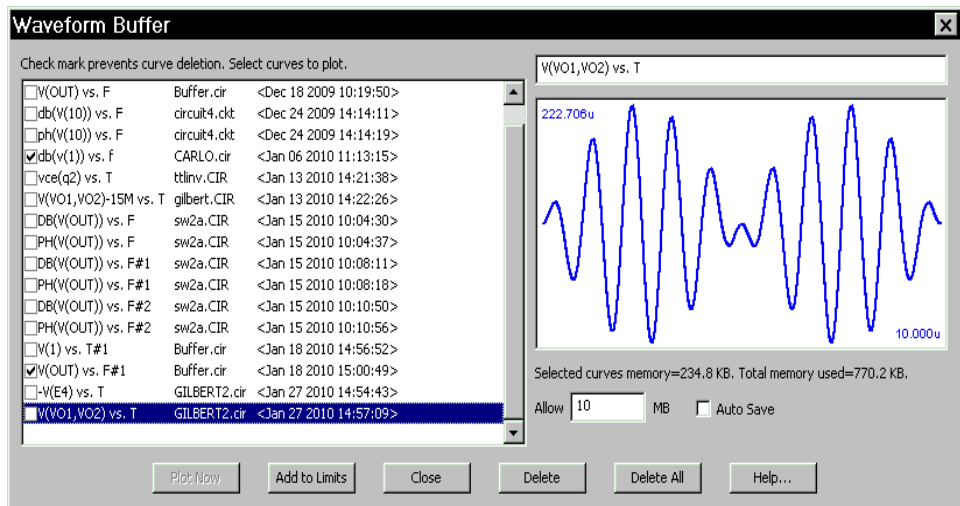 Waveform Buffer
Check mark prevents curve deletion. Select curves to plot.
V(OUT) vs. F Buffer.cir <Dec 18 2009 10:19:50>
db(V(10)) vs. F circuit4.ckt <Dec 24 2009 14:14:11>
ph(V(10)) vs. F circuit4.ckt <Dec 24 2009 14:14:19>
db(v(1)) vs. f CARLO.cir <Jan 06 2010 11:13:15>
vce(q2) vs. T ttlinv.CIR <Jan 13 2010 14:21:38>
V(VO1,VO2)-15M vs. T gilbert.CIR <Jan 13 2010 14:22:26>
DB(V(OUT)) vs. F sw2a.CIR <Jan 15 2010 10:04:30>
PH(V(OUT)) vs. F sw2a.CIR <Jan 15 2010 10:04:37>
DB(V(OUT)) vs. F#1 sw2a.CIR <Jan 15 2010 10:08:11>
PH(V(OUT)) vs. F#1 sw2a.CIR <Jan 15 2010 10:08:18>
DB(V(OUT)) vs. F#2 sw2a.CIR <Jan 15 2010 10:10:50>
PH(V(OUT)) vs. F#2 sw2a.CIR <Jan 15 2010 10:10:56>
V(1) vs. T#1 Buffer.cir <Jan 18 2010 14:56:52>
V(OUT) vs. F#1 Buffer.cir <Jan 18 2010 15:00:49>
-V(E4) vs. T GILBERT2.cir <Jan 27 2010 14:54:43>
V(VO1,VO2) vs. T GILBERT2.cir <Jan 27 2010 14:57:09>
V(VO1,VO2) vs. T
222.706u
10.000u
Selected curves memory=234.8 KB. Total memory used=770.2 KB.
Allow 10 MB Auto Save
Plot Now Add to Limits Close Delete Delete All Help...